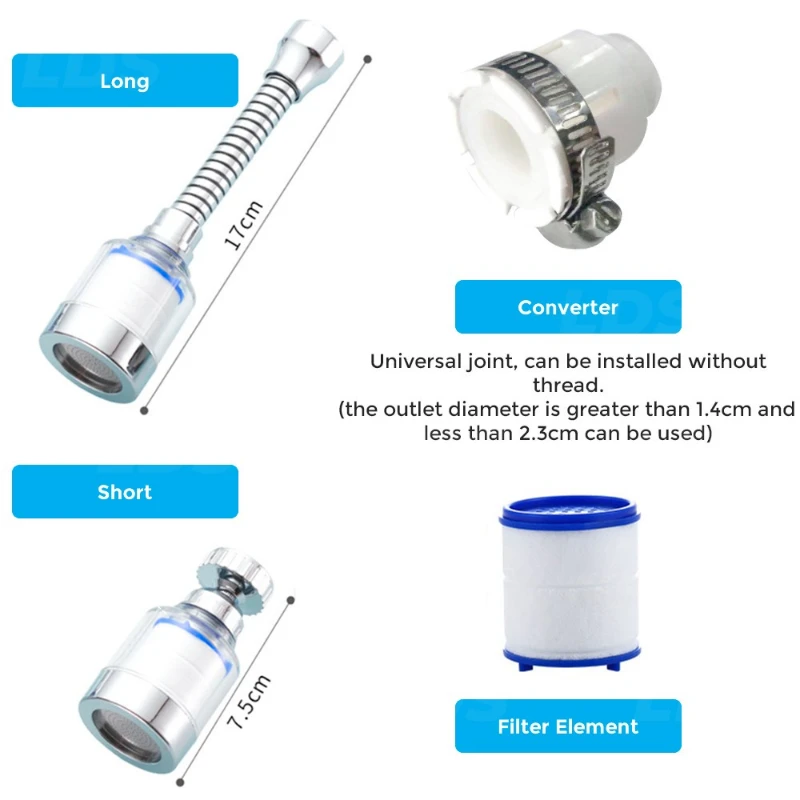 Long
17cm
Converter
Universal joint, can be installed without
thread.
(the outlet diameter is greater than 1.4cm and
less than 2.3cm can be used)
Short
7.5cm
Filter Element